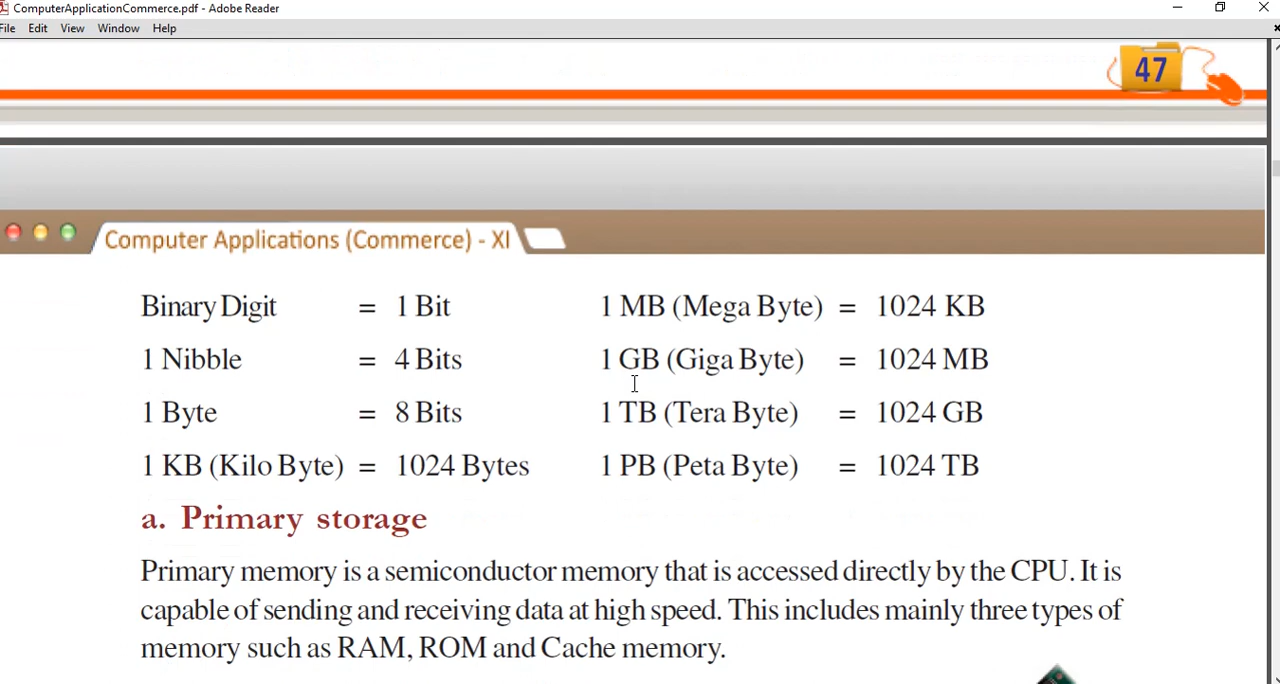 ComputerApplicationCommerce.pdf - Adobe Reader
File Edit View Window Help
47
Computer Applications (Commerce) - XI
Binary Digit = 1 Bit 1 MB (Mega Byte) = 1024 KB
1 Nibble = 4 Bits 1 GB (Giga Byte) = 1024 MB
1 Byte = 8 Bits 1 TB (Tera Byte) = 1024 GB
1 KB (Kilo Byte) = 1024 Bytes 1 PB (Peta Byte) = 1024 TB
a. Primary storage
Primary memory is a semiconductor memory that is accessed directly by the CPU. It is
capable of sending and receiving data at high speed. This includes mainly three types of
memory such as RAM, ROM and Cache memory.